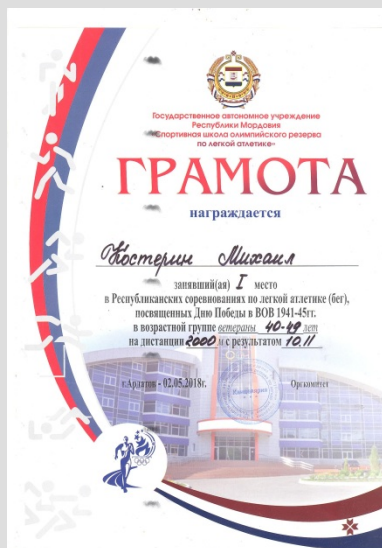 Государственное автономное учреждение
Республики Мордовия
«Спортивная школа олимпийского резерва
по легкой атлетике»
ГРАМОТА
награждается
Костерин Михаил
занявший(ая) I место
в Республиканских соревнованиях по легкой атлетике (бег),
посвященных Дню Победы в ВОВ 1941-45гг.
в возрастной группе ветераны 40-49 лет
на дистанции 2000 м с результатом 10.11
г.Ардатов - 02.05.2018г. Оргкомитет